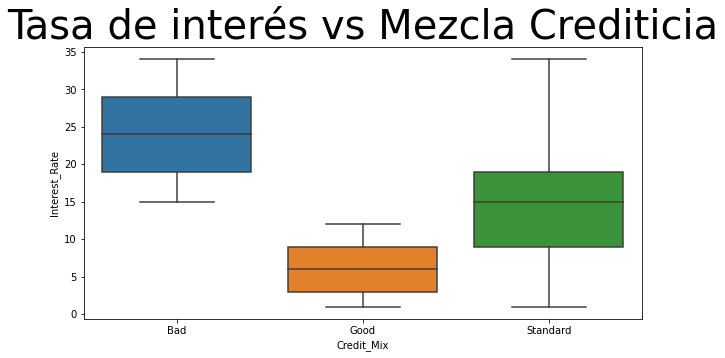 Tasa de interés vs Mezcla Crediticia
35
30
25
20
15
10
5
0
Interest_Rate
Bad Good Standard
Credit_Mix